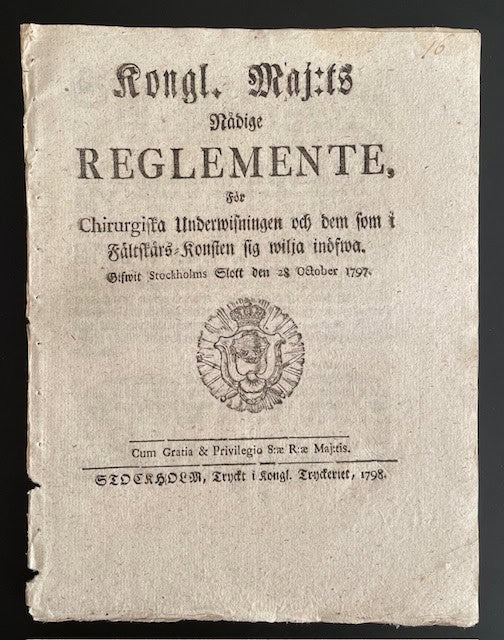 10
Kongl. Maj:ts
Nådige
REGLEMENTE,
För
Chirurgiska Underwisningen och dem som i
Fältskärs-Konsten sig wilja inöfwa.
Gifwit Stockholms Slott den 28 October 1797.
Cum Gratia & Privilegio S:æ R:æ Maj:tis.
STOCKHOLM, Tryckt i Kongl. Tryckeriet, 1798.